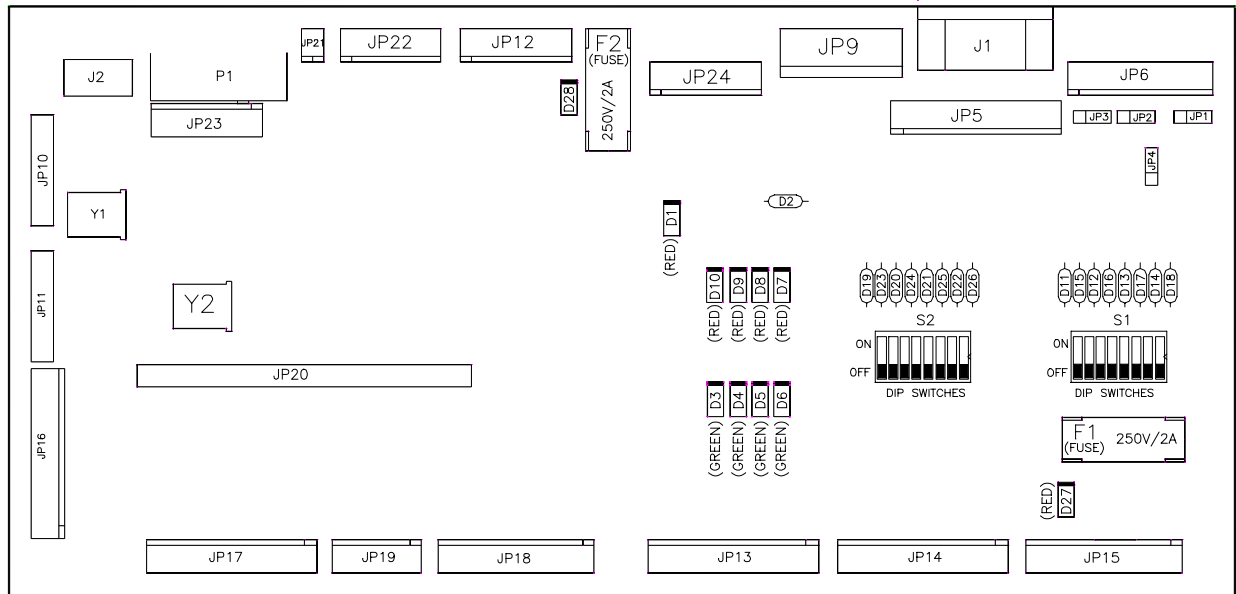 JP21
JP22
JP12
F2
(FUSE)
250V/2A
D28
JP24
JP9
J1
JP6
J2
P1
JP23
JP5
JP3
JP2
JP1
JP4
JP10
Y1
D1
(RED)
D2
JP11
Y2
D10
D9
D8
D7
(RED)
(RED)
(RED)
(RED)
D19
D23
D20
D24
D21
D25
D22
D26
D11
D15
D12
D16
D13
D17
D14
D18
S2
ON
OFF
DIP SWITCHES
S1
ON
OFF
DIP SWITCHES
JP20
D3
D4
D5
D6
(GREEN)
(GREEN)
(GREEN)
(GREEN)
F1
(FUSE)
250V/2A
JP16
(RED)
D27
JP17
JP19
JP18
JP13
JP14
JP15